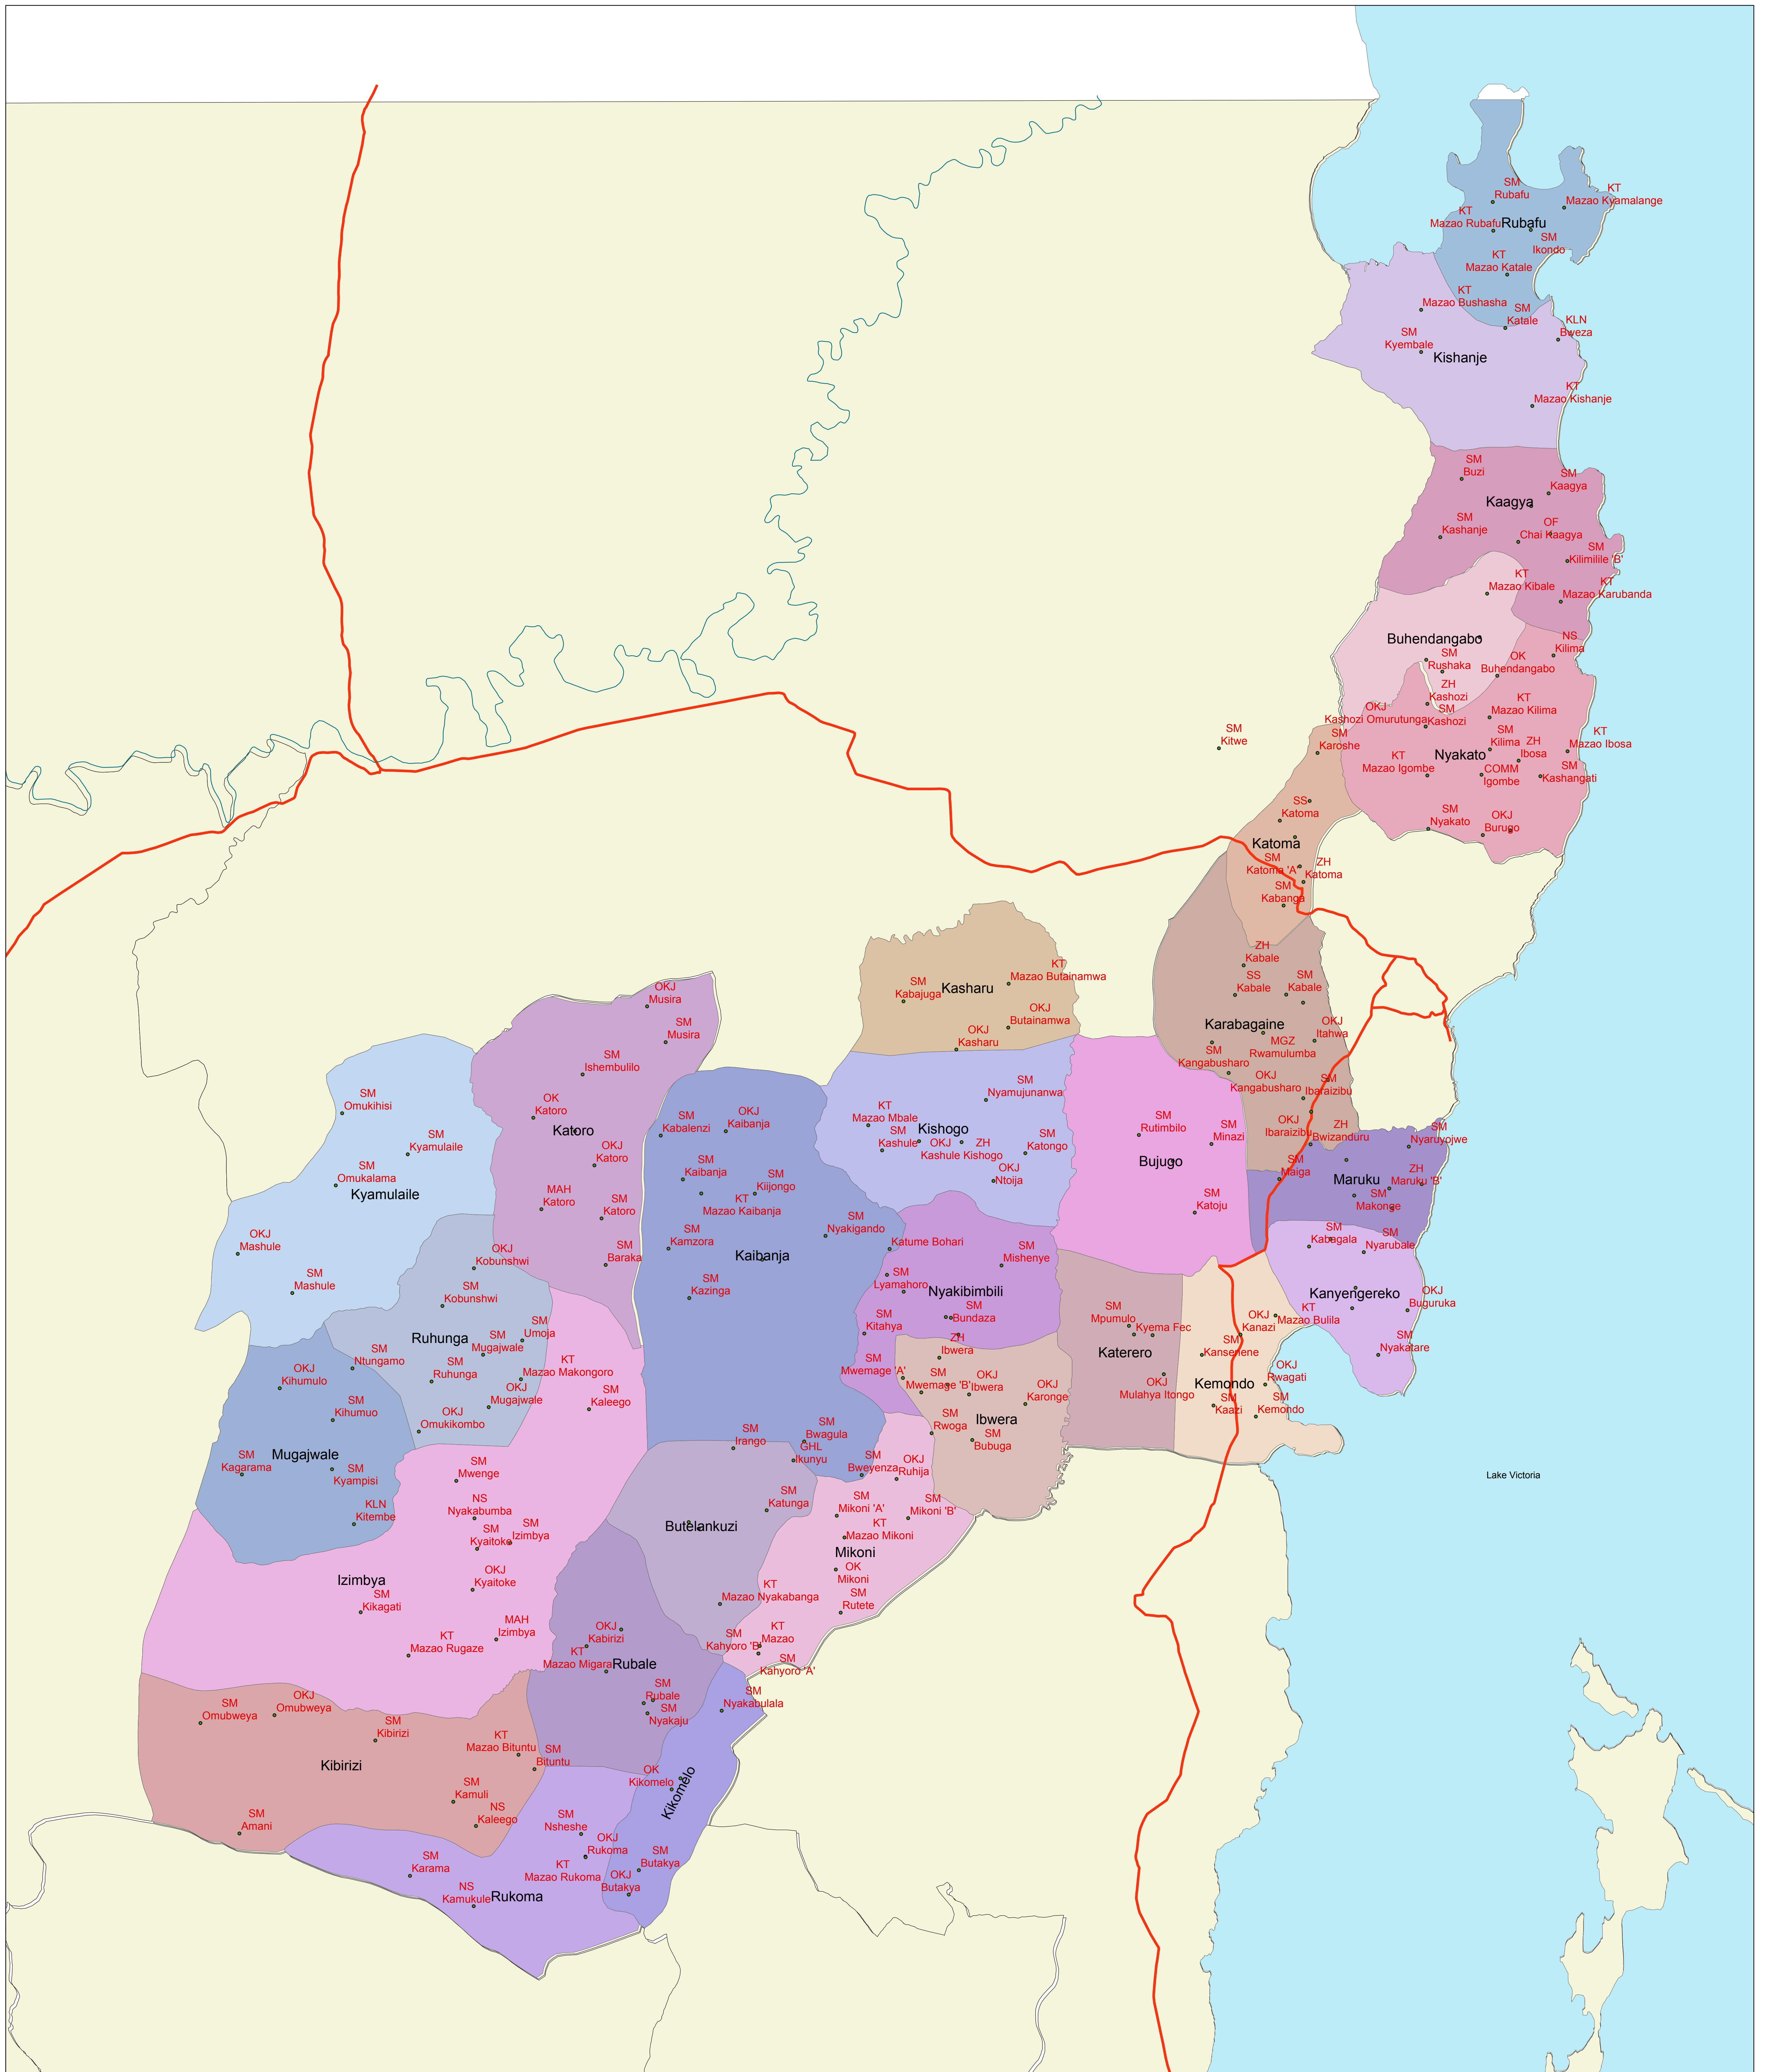 SM
Rubafu
KT
Mazao Kyamalange
KT
Mazao Rubafu
Rubafu
SM
Ikondo
KT
Mazao Katale
KT
Mazao Bushasha
SM
Katale
KLN
Bweza
SM
Kyembale
Kishanje
KT
Mazao Kishanje
SM
Buzi
SM
Kaagya
Kaagya
SM
Kashanje
OF
Chai Kaagya
SM
Kilimilile 'B'
KT
Mazao Kibale
KT
Mazao Karubanda
Buhendangabo
NS
Kilima
SM
Rushaka
OK
Buhendangabo
ZH
Kashozi
OKJ
Kashozi Omurutunga
SM
Kashozi
KT
Mazao Kilima
SM
Kitwe
SM
Karoshe
SM
Kilima
ZH
Ibosa
KT
Mazao Ibosa
Nyakato
KT
Mazao Igombe
COMM
Igombe
SM
Kashangati
SS
Katoma
SM
Nyakato
OKJ
Burugo
Katoma
SM
Katoma 'A'
ZH
Katoma
SM
Kabanga
ZH
Kabale
SS
Kabale
SM
Kabale
KT
Mazao Butainamwa
SM
Kabajuga
Kasharu
OKJ
Butainamwa
OKJ
Kasharu
Karabagaine
OKJ
Itahwa
MGZ
Rwamulumba
SM
Kangabusharo
OKJ
Kangabusharo
SM
Ibaraizibu
OKJ
Musira
SM
Musira
SM
Ishembulilo
OK
Katoro
Katoro
OKJ
Katoro
MAH
Katoro
SM
Katoro
SM
Baraka
SM
Omukihisi
SM
Kyamulaile
SM
Omukalama
Kyamulaile
OKJ
Mashule
SM
Mashule
SM
Kabalenzi
OKJ
Kaibanja
SM
Kaibanja
SM
Kiijongo
KT
Mazao Kaibanja
SM
Kamzora
Kaibanja
SM
Nyakigando
SM
Kazinga
SM
Nyamujunanwa
KT
Mazao Mbale
Kishogo
SM
Kashule
OKJ
Kashule
ZH
Kishogo
SM
Katongo
OKJ
Ntoija
SM
Rutimbilo
SM
Minazi
Bujugo
SM
Katoju
OKJ
Ibaraizibu
ZH
Bwizanduru
SM
Nyaruyojwe
SM
Maiga
Maruku
ZH
Maruku 'B'
SM
Makonge
SM
Kabugala
SM
Nyarubale
Kanyengereko
OKJ
Buguruka
KT
Mazao Bulila
SM
Nyakatare
Katume Bohari
SM
Mishenye
SM
Lyamahoro
Nyakibimbili
SM
Bundaza
SM
Kitahya
ZH
Ibwera
SM
Mwemage 'A'
SM
Mwemage 'B'
OKJ
Ibwera
OKJ
Karonge
Ibwera
SM
Rwoga
SM
Bubuga
SM
Mpumulo
Kyema Fec
Katerero
OKJ
Mulahya Itongo
OKJ
Kanazi
SM
Kansenene
Kemondo
OKJ
Rwagati
SM
Kaazi
SM
Kemondo
Lake Victoria
OKJ
Kobunshwi
SM
Kobunshwi
Ruhunga
SM
Umoja
SM
Mugajwale
SM
Ntungamo
SM
Ruhunga
KT
Mazao Makongoro
OKJ
Mugajwale
OKJ
Omukikombo
SM
Kaleego
OKJ
Kihumulo
SM
Kihumuo
Mugajwale
SM
Kagarama
SM
Kyampisi
KLN
Kitembe
SM
Mwenge
NS
Nyakabumba
SM
Kyaitoke
SM
Izimbya
OKJ
Kyaitoke
Izimbya
SM
Kikagati
MAH
Izimbya
KT
Mazao Rugaze
SM
Irango
SM
Bwagula
GHL
Ikunyu
SM
Bweyenza
SM
Katunga
Butelankuzi
KT
Mazao Nyakabanga
OKJ
Ruhija
SM
Mikoni 'A'
SM
Mikoni 'B'
KT
Mazao Mikoni
Mikoni
OK
Mikoni
SM
Rutete
KT
Mazao
SM
Kahyoro 'B'
SM
Kahyoro 'A'
OKJ
Kabirizi
KT
Mazao Migara
Rubale
SM
Rubale
SM
Nyakaju
SM
Nyakabulala
SM
Omubweya
OKJ
Omubweya
SM
Kibirizi
KT
Mazao Bituntu
SM
Bituntu
Kibirizi
SM
Kamuli
NS
Kaleego
SM
Amani
OK
Kikomelo
Kikomelo
SM
Nsheshe
OKJ
Rukoma
KT
Mazao Rukoma
SM
Butakya
OKJ
Butakya
SM
Karama
NS
Kamukule
Rukoma